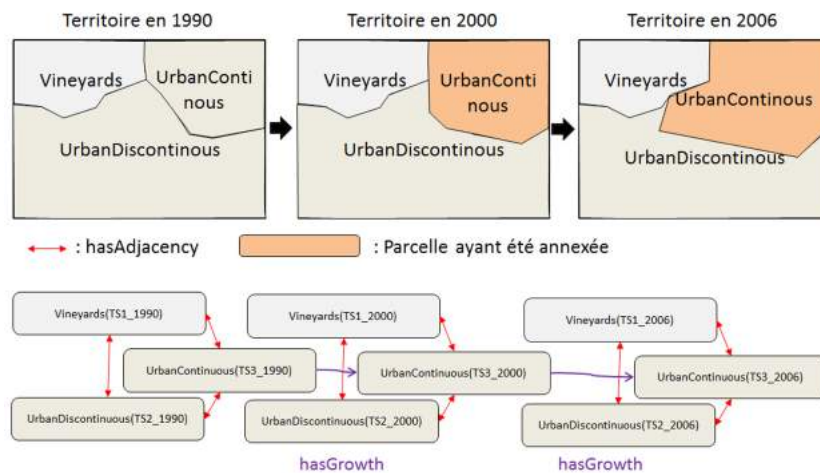 Territoire en 1990
Territoire en 2000
Territoire en 2006
Vineyards
UrbanConti
nous
UrbanDiscontinous
Vineyards
UrbanConti
nous
UrbanDiscontinous
Vineyards
UrbanContinous
UrbanDiscontinous
: hasAdjacency
: Parcelle ayant été annexée
Vineyards(TS1_1990)
Vineyards(TS1_2000)
Vineyards(TS1_2006)
UrbanContinuous(TS3_1990)
UrbanContinuous(TS3_2000)
UrbanContinuous(TS3_2006)
UrbanDiscontinuous(TS2_1990)
UrbanDiscontinuous(TS2_2000)
UrbanDiscontinuous(TS2_2006)
hasGrowth
hasGrowth